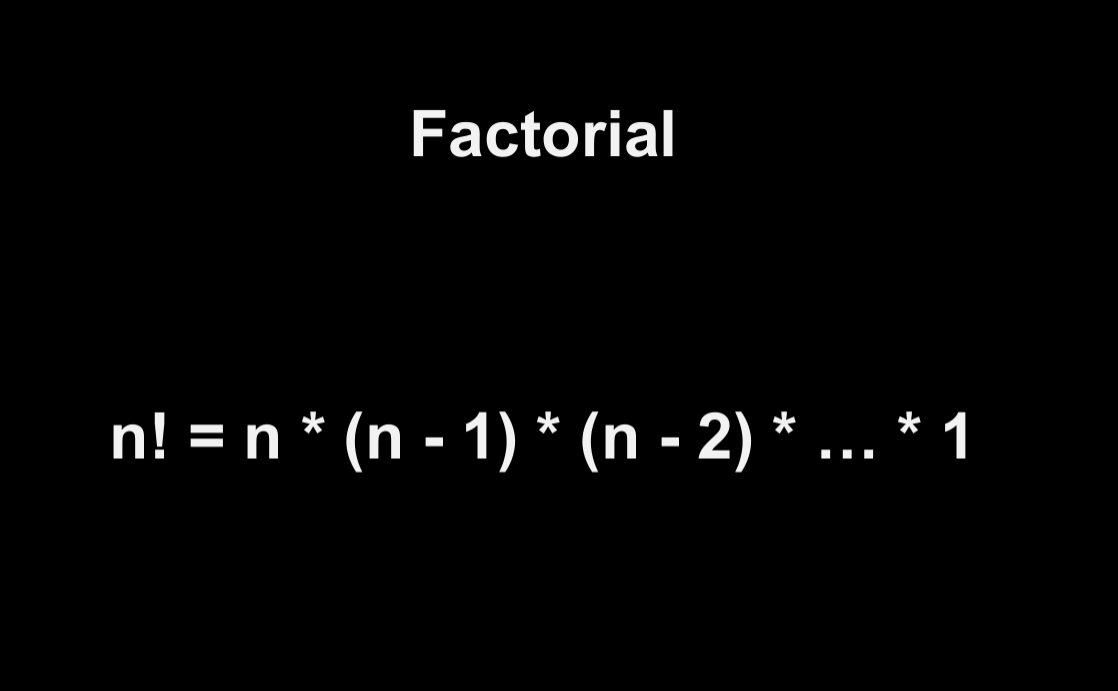 Factorial
n! = n * (n - 1) * (n - 2) * ... * 1